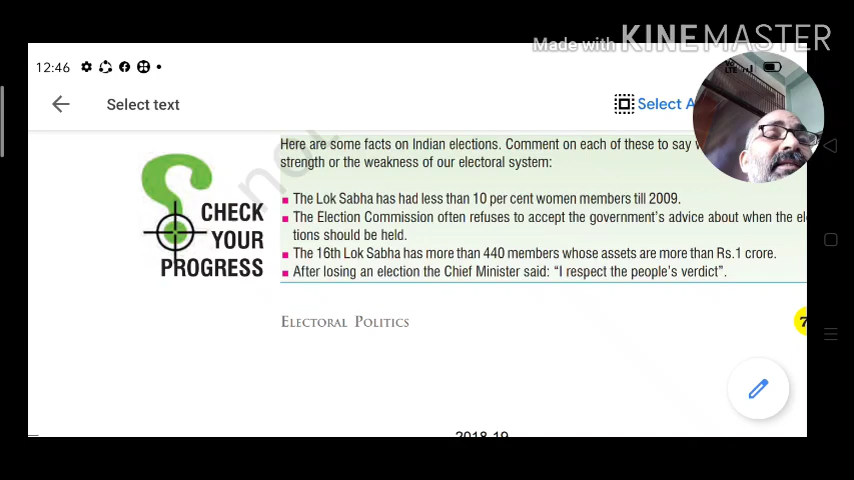 Made with KINEMASTER
12:46
Select text
Select A
Here are some facts on Indian elections. Comment on each of these to say w
strength or the weakness of our electoral system:
CHECK
YOUR
PROGRESS
The Lok Sabha has had less than 10 per cent women members till 2009.
The Election Commission often refuses to accept the government's advice about when the el
tions should be held.
The 16th Lok Sabha has more than 440 members whose assets are more than Rs.1 crore.
After losing an election the Chief Minister said: “I respect the people's verdict”.
ELECTORAL POLITICS
7
2018-19